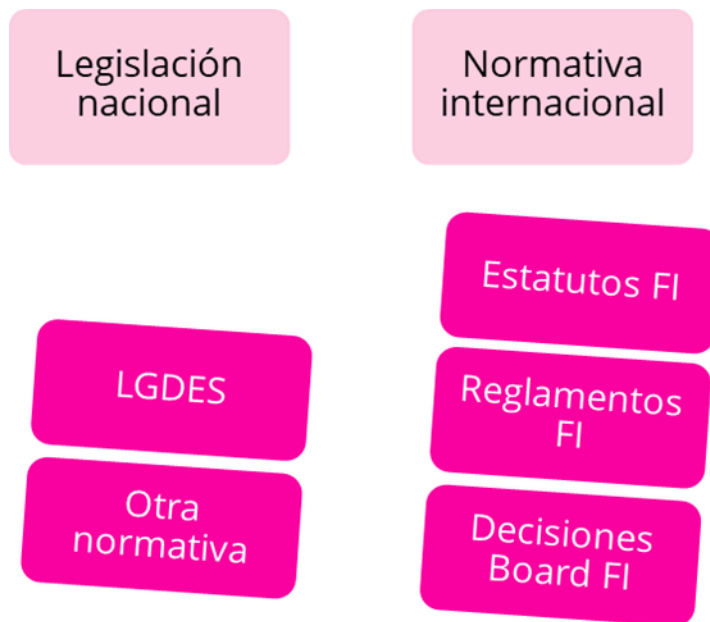 Legislación
nacional
Normativa
internacional
Estatutos FI
LGDES
Reglamentos
FI
Otra
normativa
Decisiones
Board FI